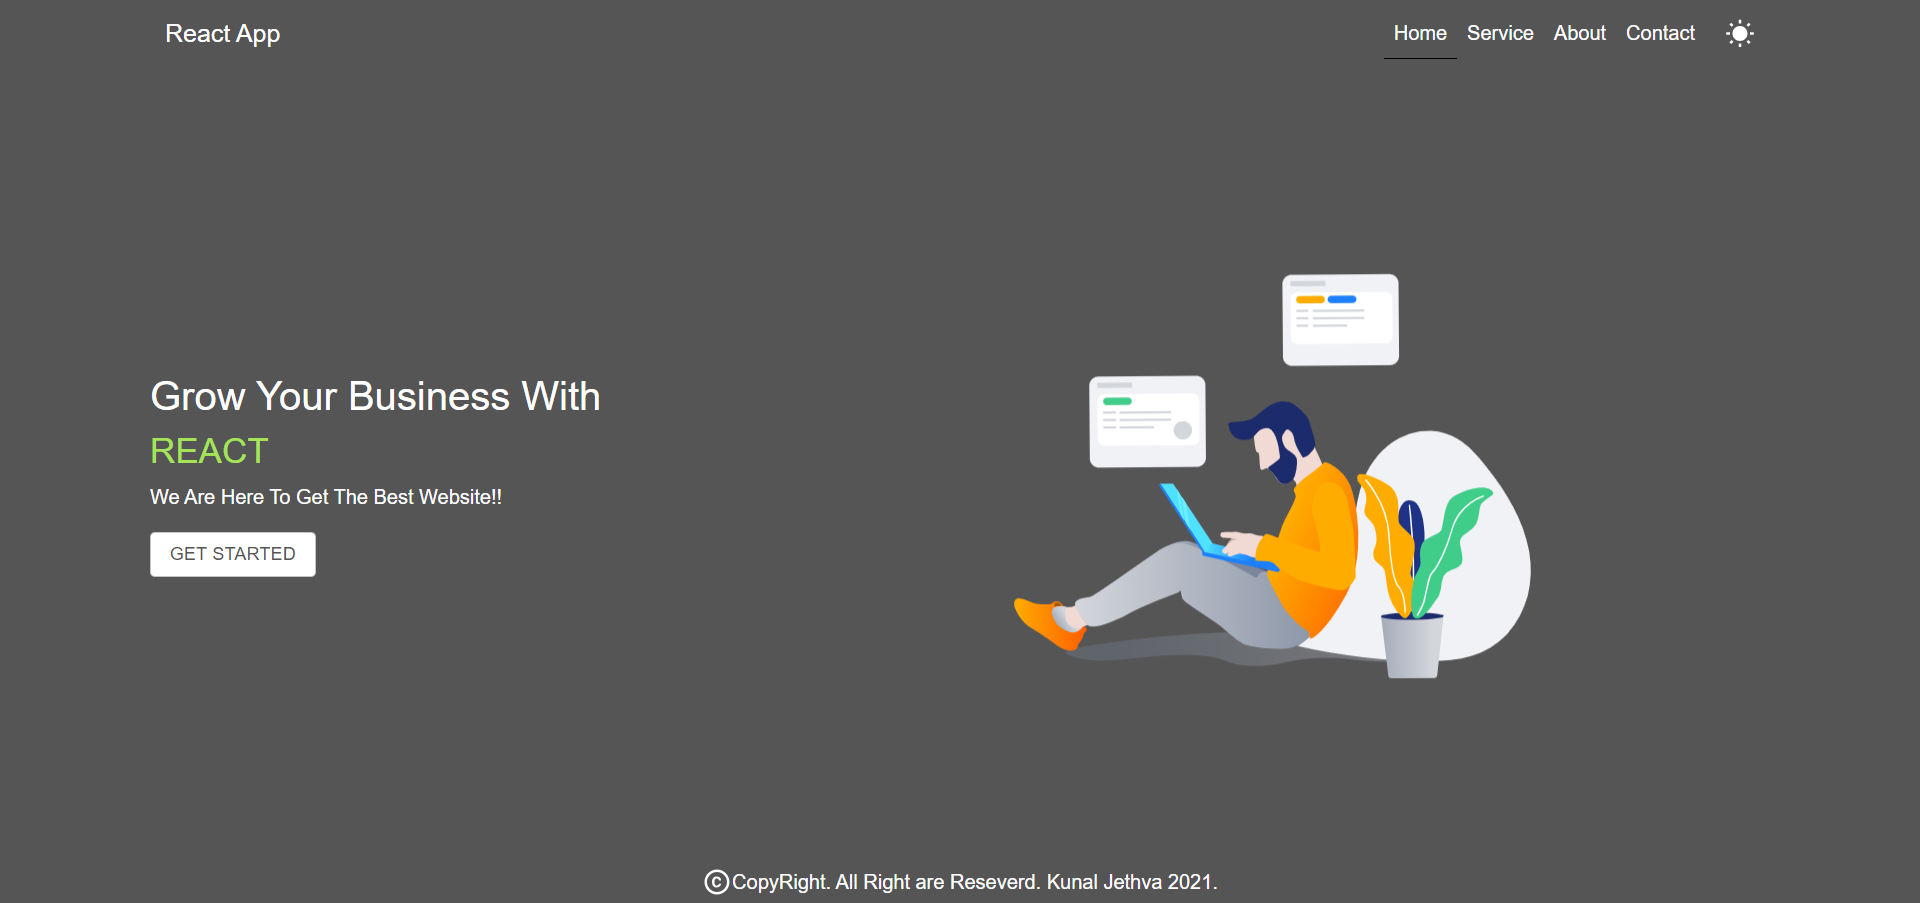 React App
Home Service About Contact
Grow Your Business With
REACT
We Are Here To Get The Best Website!!
GET STARTED
©CopyRight. All Right are Reseverd. Kunal Jethva 2021.